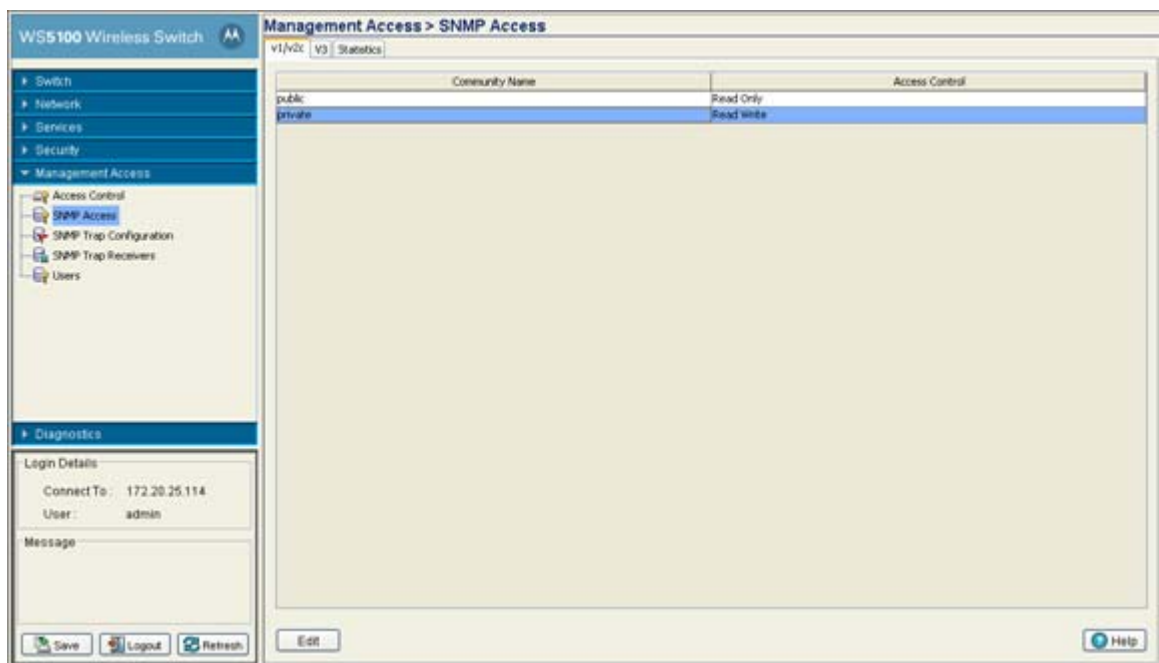 WS5100 Wireless Switch
Management Access > SNMP Access
v1/v2c V3 Statistics
Switch
Network
Services
Security
Management Access
Access Control
SNMP Access
SNMP Trap Configuration
SNMP Trap Receivers
Users
Diagnostics
Login Details
Connect To : 172.20.25.114
User : admin
Message
Save Logout Refresh
Community Name Access Control
public Read Only
private Read Write
Edit Help